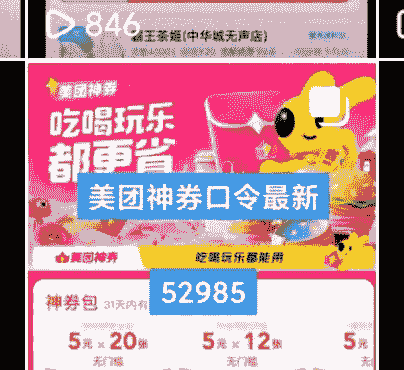 846
霸王茶姬(中华城无声店)
美团神券
吃喝玩乐
都更省
美团神券口令最新
美团神券
吃喝玩乐都能用
52985
神券包 31天内有
5元×20张
无门槛
5元×12张
无门槛
5元
无